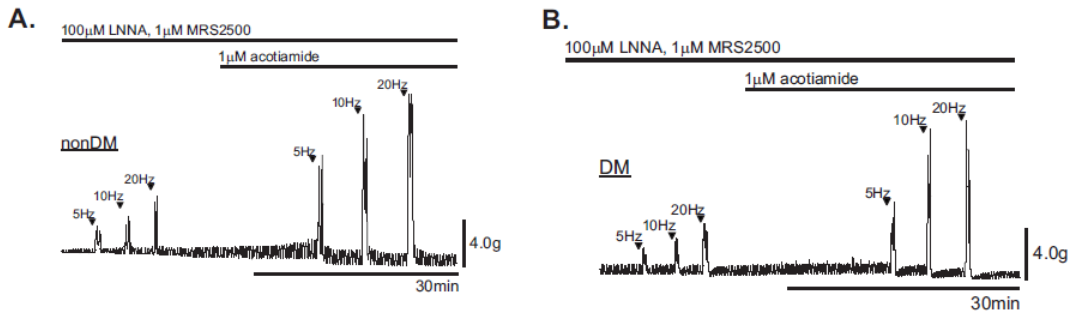 A.
100μM LNNA, 1μM MRS2500
1μM acotiamide
20Hz
10Hz
5Hz
nonDM
20Hz
10Hz
5Hz
4.0g
30min
B.
100μM LNNA, 1μM MRS2500
1μM acotiamide
20Hz
10Hz
5Hz
DM
20Hz
10Hz
5Hz
4.0g
30min